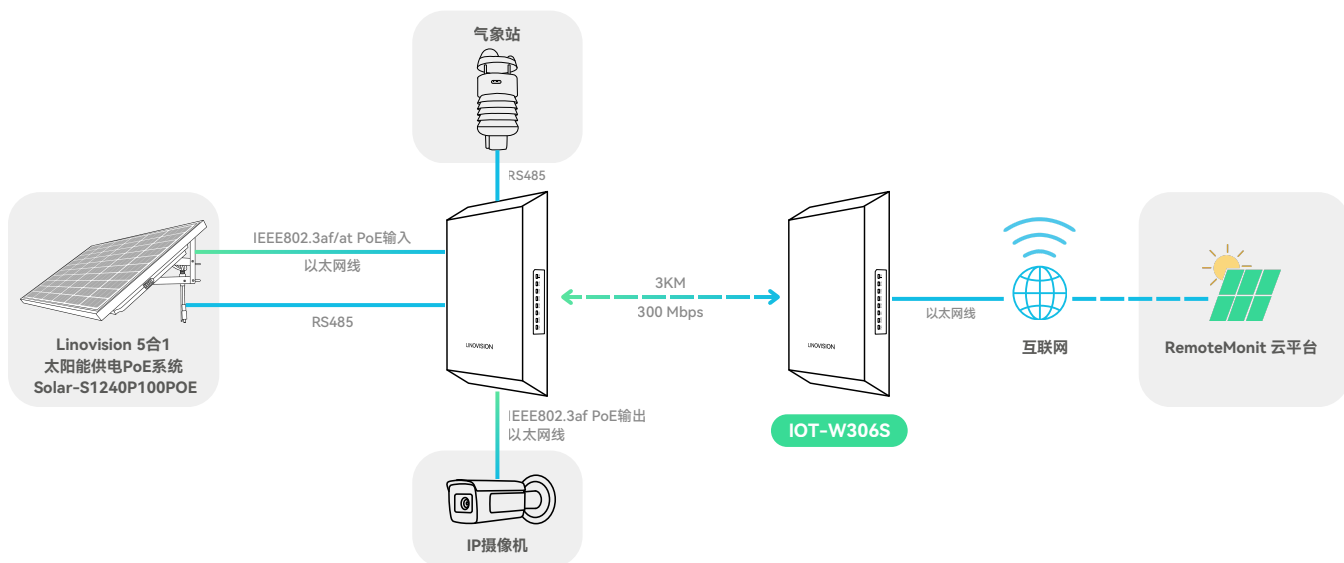 气象站
RS485
IEEE802.3af/at PoE输入
以太网线
RS485
Linovision 5合1
太阳能供电PoE系统
Solar-S1240P100POE
LINOVISION
3KM
300 Mbps
LINOVISION
以太网线
互联网
RemoteMonit 云平台
IOT-W306S
IEEE802.3af PoE输出
以太网线
IP摄像机